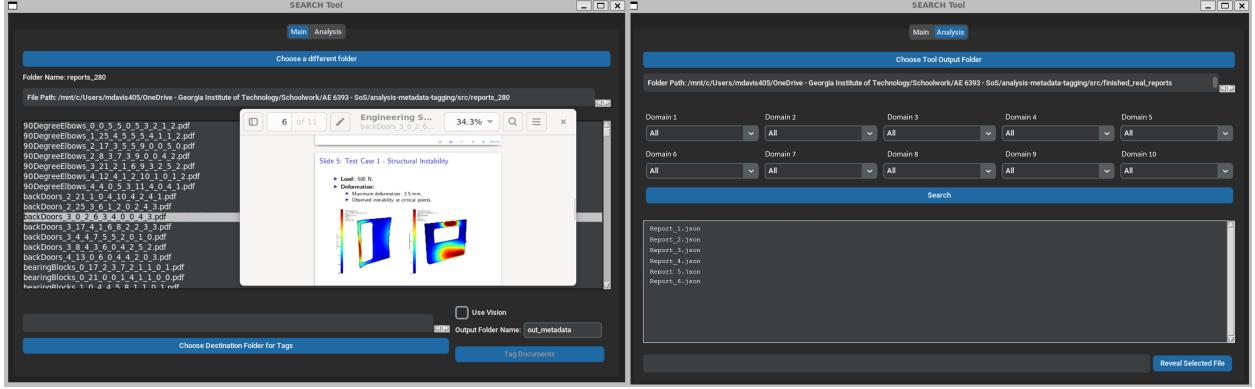 SEARCH Tool
Main Analysis
Choose a different folder
Folder Name: reports_280
File Path: /mnt/c/Users/mdavis405/OneDrive - Georgia Institute of Technology/Schoolwork/AE 6393 - SoS/analysis-metadata-tagging/src/reports_280
90DegreeElbows_0_0_5_5_0_5_3_2_1_2.pdf
90DegreeElbows_1_25_4_5_5_5_4_1_1_2.pdf
90DegreeElbows_2_17_3_5_5_9_0_0_5_0.pdf
90DegreeElbows_2_8_3_7_3_9_0_0_4_2.pdf
90DegreeElbows_3_21_2_1_6_9_3_2_5_2.pdf
90DegreeElbows_4_12_4_1_2_10_1_0_1_2.pdf
90DegreeElbows_4_4_0_5_3_11_4_0_4_1.pdf
backDoors_2_21_1_0_4_10_4_2_4_1.pdf
backDoors_2_25_3_6_1_2_0_2_4_3.pdf
backDoors_3_0_2_6_3_4_0_0_4_3.pdf
backDoors_3_17_4_1_6_8_2_2_3_3.pdf
backDoors_3_4_4_7_5_5_2_0_1_0.pdf
backDoors_3_8_4_3_6_0_4_2_5_2.pdf
backDoors_4_13_0_6_0_4_4_2_0_3.pdf
bearingBlocks_0_17_2_3_7_2_1_1_0_1.pdf
bearingBlocks_0_21_0_0_1_4_1_1_0_0.pdf
bearingBlocks_1_0_4_4_5_8_1_1_0_1.pdf
6 of 11
Engineering S...
backDoors_3_0_2_6...
34.3%
Slide 5: Test Case 1 - Structural Instability
Load: 500 N.
Deformation:
Maximum deformation: 2.5 mm.
Observed instability at critical points.
Use Vision
Output Folder Name: out_metadata
Choose Destination Folder for Tags
Tag Documents
SEARCH Tool
Main Analysis
Choose Tool Output Folder
Folder Path: /mnt/c/Users/mdavis405/OneDrive - Georgia Institute of Technology/Schoolwork/AE 6393 - SoS/analysis-metadata-tagging/src/finished_real_reports
Domain 1 Domain 2 Domain 3 Domain 4 Domain 5
All All All All All
Domain 6 Domain 7 Domain 8 Domain 9 Domain 10
All All All All All
Search
Report_1.json
Report_2.json
Report_3.json
Report_4.json
Report_5.json
Report_6.json
Reveal Selected File